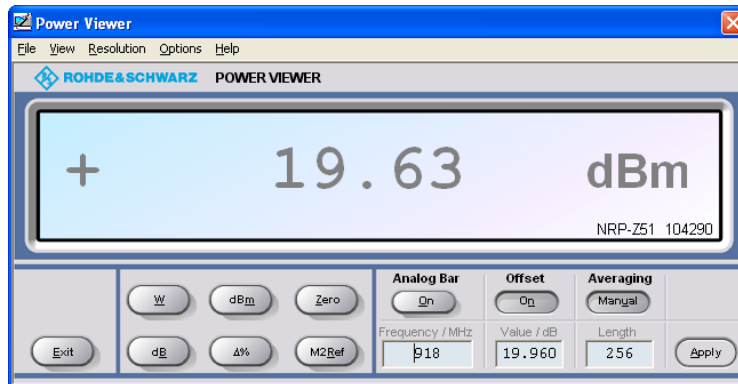 Power Viewer
File View Resolution Options Help
ROHDE&SCHWARZ POWER VIEWER
+ 19.63 dBm
NRP-Z51 104290
Analog Bar Offset Averaging
W dBm Zero On On Manual
Frequency / MHz Value / dB Length
Exit dB Δ% M2Ref 918 19.960 256 Apply